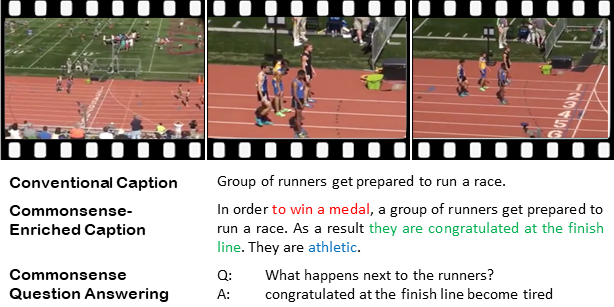 Conventional Caption
Group of runners get prepared to run a race.
Commonsense-
Enriched Caption
In order to win a medal, a group of runners get prepared to
run a race. As a result they are congratulated at the finish
line. They are athletic.
Commonsense
Question Answering
Q: What happens next to the runners?
A: congratulated at the finish line become tired